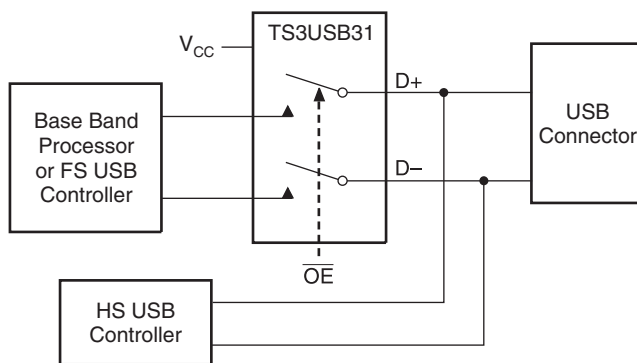 TS3USB31
VCC
D+
Base Band
Processor
or FS USB
Controller
USB
Connector
D–
OE
HS USB
Controller